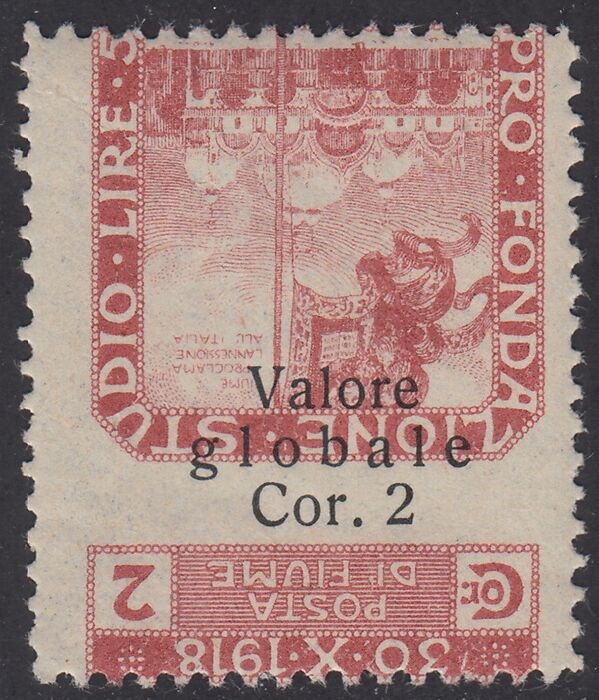 PRO·FONDAZIONE·STUDIO·LIRE·5
FIUME
PROCLAMA
L'ANNESSIONE
ALL' ITALIA
Valore
globale
Cor. 2
30·X·1918
Cor: POSTA 2
DI FIUME